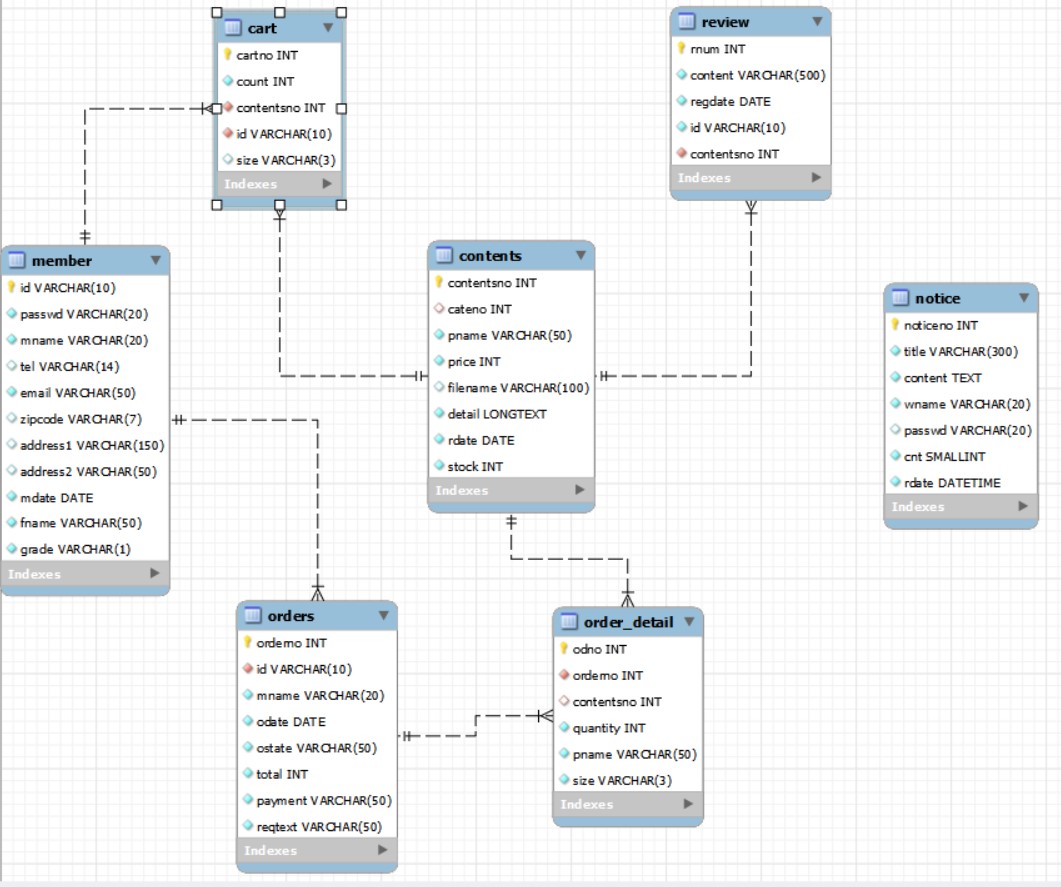 cart
cartno INT
count INT
contentsno INT
id VARCHAR(10)
size VARCHAR(3)
Indexes
review
rnum INT
content VARCHAR(500)
regdate DATE
id VARCHAR(10)
contentsno INT
Indexes
member
id VARCHAR(10)
passwd VARCHAR(20)
mname VARCHAR(20)
tel VARCHAR(14)
email VARCHAR(50)
zipcode VARCHAR(7)
address1 VARCHAR(150)
address2 VARCHAR(50)
mdate DATE
fname VARCHAR(50)
grade VARCHAR(1)
Indexes
contents
contentsno INT
cateno INT
pname VARCHAR(50)
price INT
filename VARCHAR(100)
detail LONGTEXT
rdate DATE
stock INT
Indexes
notice
noticeno INT
title VARCHAR(300)
content TEXT
wname VARCHAR(20)
passwd VARCHAR(20)
cnt SMALLINT
rdate DATETIME
Indexes
orders
orderno INT
id VARCHAR(10)
mname VARCHAR(20)
odate DATE
ostate VARCHAR(50)
total INT
payment VARCHAR(50)
reqtext VARCHAR(50)
Indexes
order_detail
odno INT
orderno INT
contentsno INT
quantity INT
pname VARCHAR(50)
size VARCHAR(3)
Indexes